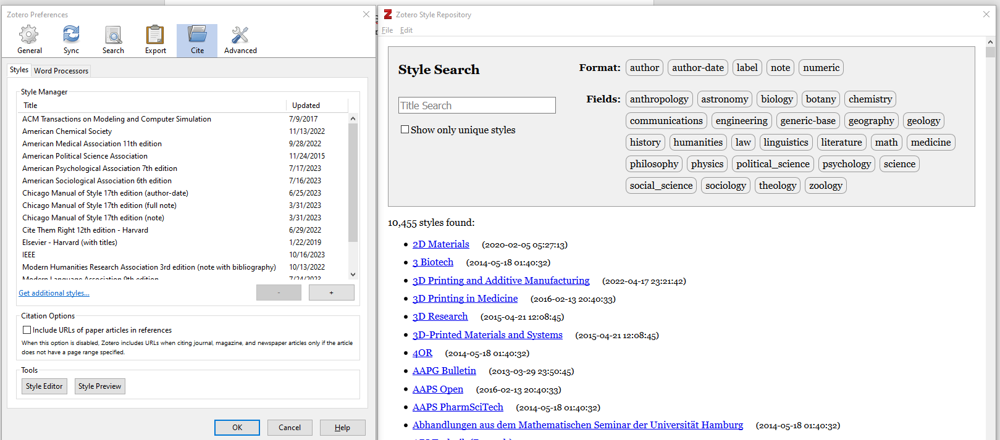 Zotero Preferences
General Sync Search Export Cite Advanced
Styles Word Processors
Style Manager
Title Updated
ACM Transactions on Modeling and Computer Simulation 7/9/2017
American Chemical Society 11/13/2022
American Medical Association 11th edition 9/28/2022
American Political Science Association 11/24/2015
American Psychological Association 7th edition 7/17/2023
American Sociological Association 6th edition 7/16/2023
Chicago Manual of Style 17th edition (author-date) 6/25/2023
Chicago Manual of Style 17th edition (full note) 3/31/2023
Chicago Manual of Style 17th edition (note) 3/31/2023
Cite Them Right 12th edition - Harvard 6/29/2022
Elsevier - Harvard (with titles) 1/22/2019
IEEE 10/16/2023
Modern Humanities Research Association 3rd edition (note with bibliography) 10/13/2022
Modern Language Association 9th edition 7/24/2023
Get additional styles... - +
Citation Options
Include URLs of paper articles in references
When this option is disabled, Zotero includes URLs when citing journal, magazine, and newspaper articles only if the article
does not have a page range specified.
Tools
Style Editor Style Preview
OK Cancel Help
Zotero Style Repository
File Edit
Style Search
Title Search
Show only unique styles
Format: author author-date label note numeric
Fields: anthropology astronomy biology botany chemistry
communications engineering generic-base geography geology
history humanities law linguistics literature math medicine
philosophy physics political_science psychology science
social_science sociology theology zoology
10,455 styles found:
2D Materials (2020-02-05 05:27:13)
3 Biotech (2014-05-18 01:40:32)
3D Printing and Additive Manufacturing (2022-04-17 23:21:42)
3D Printing in Medicine (2016-02-13 20:40:33)
3D Research (2015-04-21 12:08:45)
3D-Printed Materials and Systems (2015-04-21 12:08:45)
4OR (2014-05-18 01:40:32)
AAPG Bulletin (2013-03-29 23:50:45)
AAPS Open (2016-02-13 20:40:33)
AAPS PharmSciTech (2014-05-18 01:40:32)
Abhandlungen aus dem Mathematischen Seminar der Universität Hamburg (2014-05-18 01:40:32)